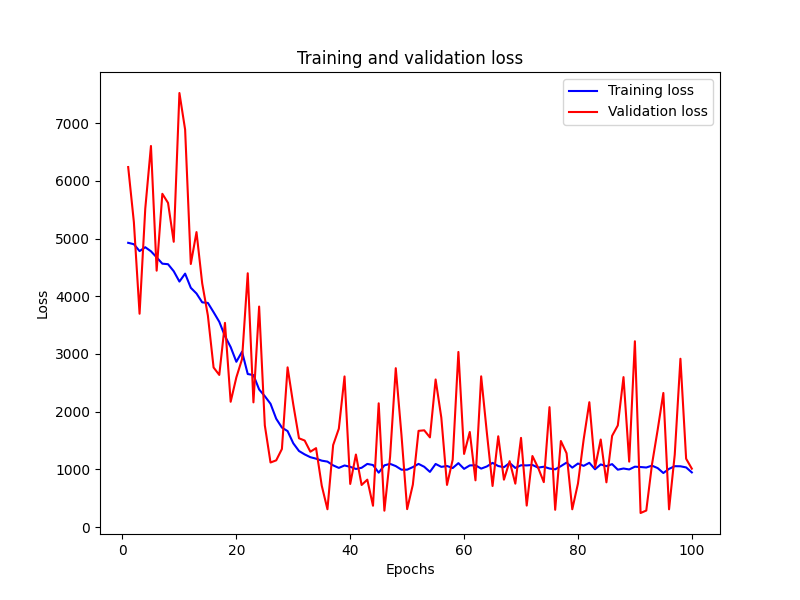 Training and validation loss
Training loss
Validation loss
7000
6000
5000
4000
3000
2000
1000
0
Loss
0 20 40 60 80 100
Epochs